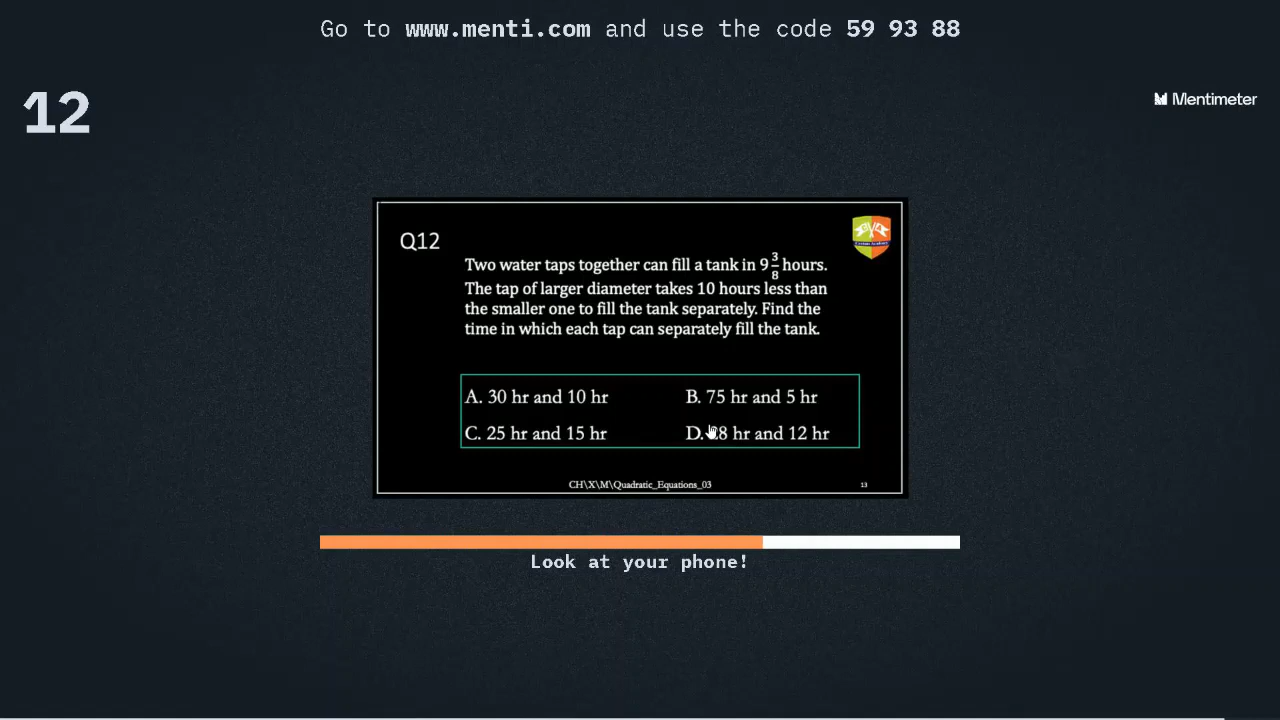 Go to www.menti.com and use the code 59 93 88
12
Mentimeter
Q12
Two water taps together can fill a tank in 9 3/8 hours.
The tap of larger diameter takes 10 hours less than
the smaller one to fill the tank separately. Find the
time in which each tap can separately fill the tank.
A. 30 hr and 10 hr B. 75 hr and 5 hr
C. 25 hr and 15 hr D. 8 hr and 12 hr
CH\X\M\Quadratic_Equations_03 13
Look at your phone!